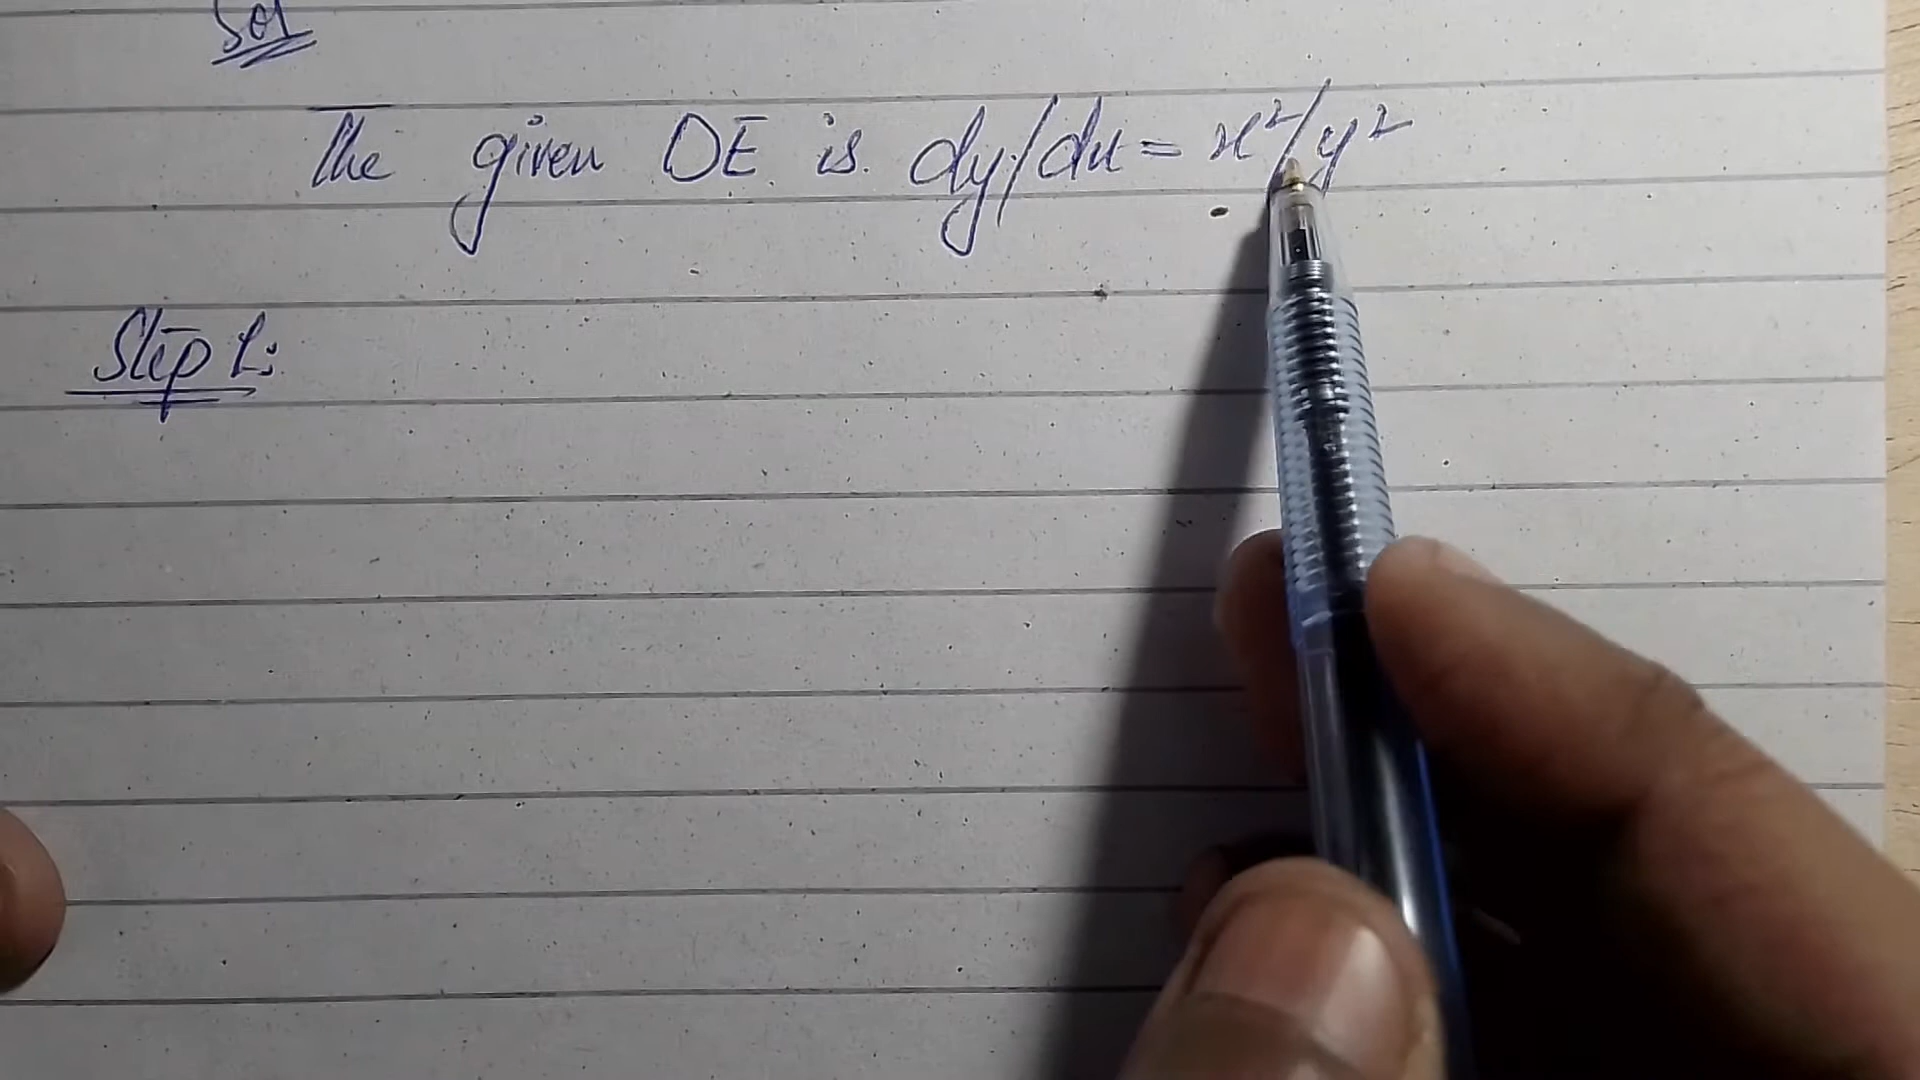 Sol
The given DE is dy/dx = x²/y²
Step 1: